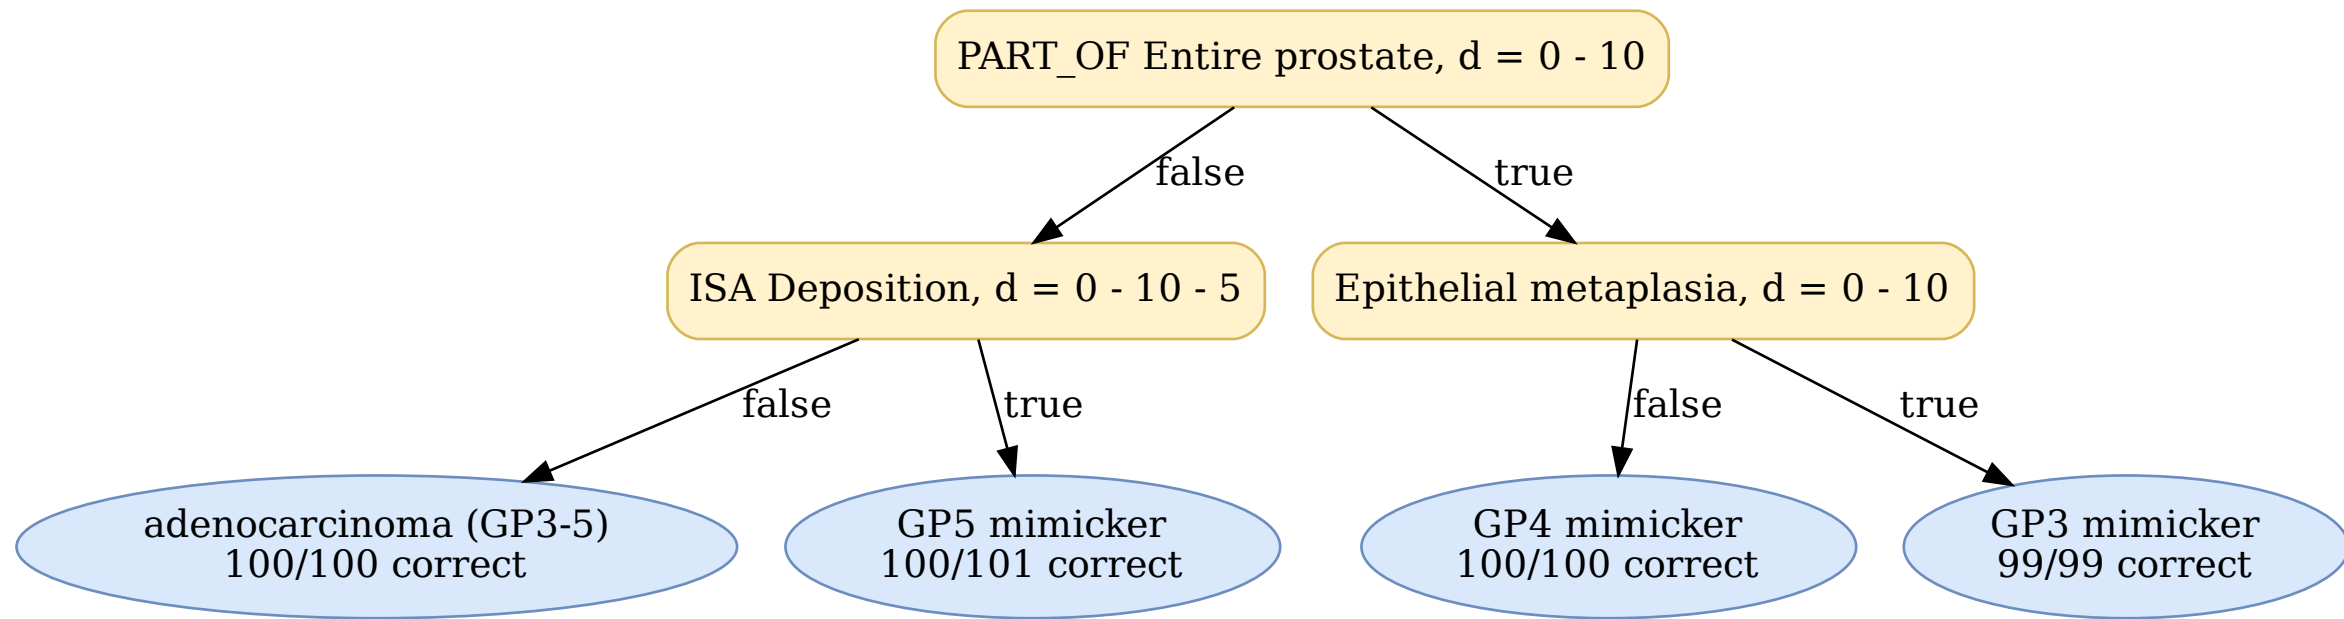 PART_OF Entire prostate, d = 0 - 10
false
true
ISA Deposition, d = 0 - 10 - 5
Epithelial metaplasia, d = 0 - 10
false
true
false
true
adenocarcinoma (GP3-5)
100/100 correct
GP5 mimicker
100/101 correct
GP4 mimicker
100/100 correct
GP3 mimicker
99/99 correct